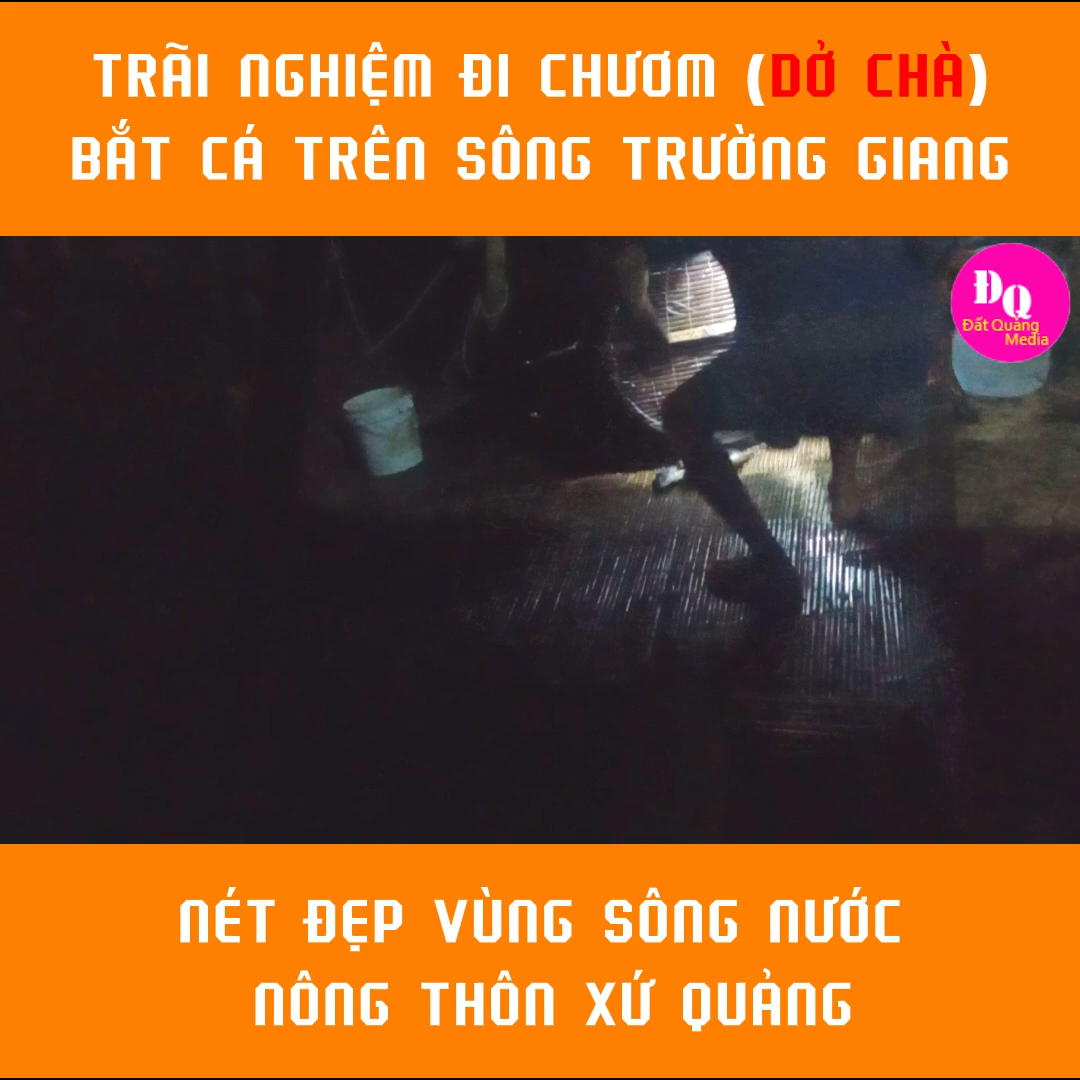 TRÃI NGHIỆM ĐI CHƯƠM (DỞ CHÀ)
BẮT CÁ TRÊN SÔNG TRƯỜNG GIANG
ĐQ
Đất Quảng
Media
NÉT ĐẸP VÙNG SÔNG NƯỚC
NÔNG THÔN XỨ QUẢNG